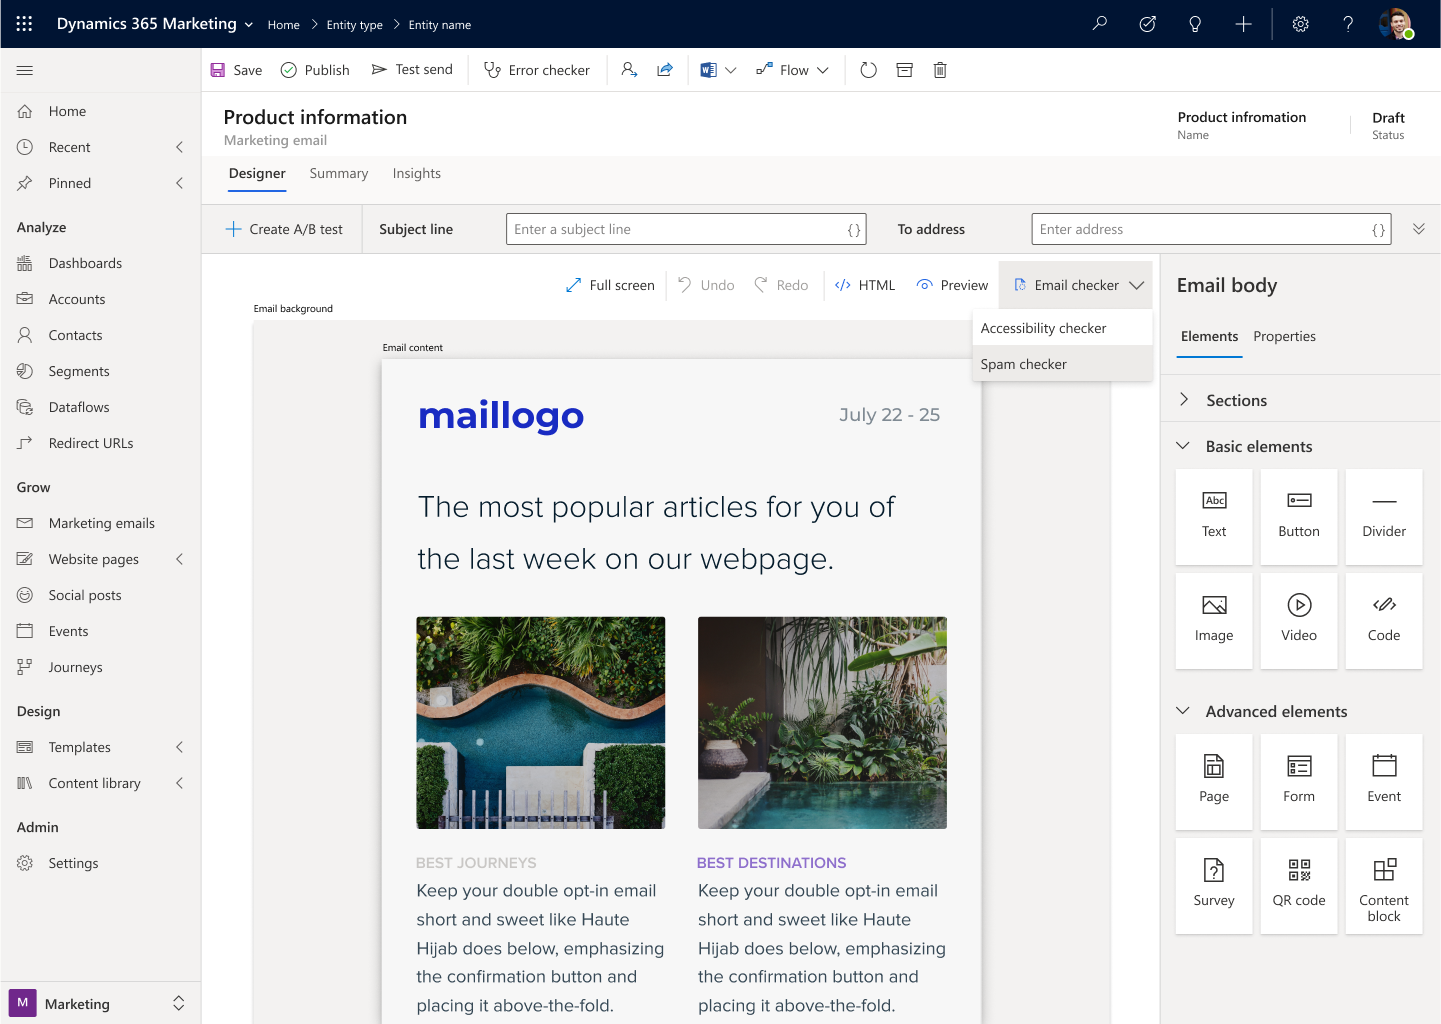 Dynamics 365 Marketing Home Entity type Entity name
Save Publish Test send Error checker Flow
Home
Recent
Pinned
Analyze
Dashboards
Accounts
Contacts
Segments
Dataflows
Redirect URLs
Grow
Marketing emails
Website pages
Social posts
Events
Journeys
Design
Templates
Content library
Admin
Settings
M Marketing
Product information
Marketing email
Product infromation
Name
Draft
Status
Designer Summary Insights
Create A/B test Subject line Enter a subject line {} To address Enter address {}
Full screen Undo Redo </> HTML Preview Email checker
Accessibility checker
Spam checker
Email background
Email content
maillogo July 22 - 25
The most popular articles for you of
the last week on our webpage.
BEST JOURNEYS
Keep your double opt-in email
short and sweet like Haute
Hijab does below, emphasizing
the confirmation button and
placing it above-the-fold.
BEST DESTINATIONS
Keep your double opt-in email
short and sweet like Haute
Hijab does below, emphasizing
the confirmation button and
placing it above-the-fold.
Email body
Elements Properties
Sections
Basic elements
Abc
Text Button Divider
Image Video Code
Advanced elements
Page Form Event
Survey QR code Content
block